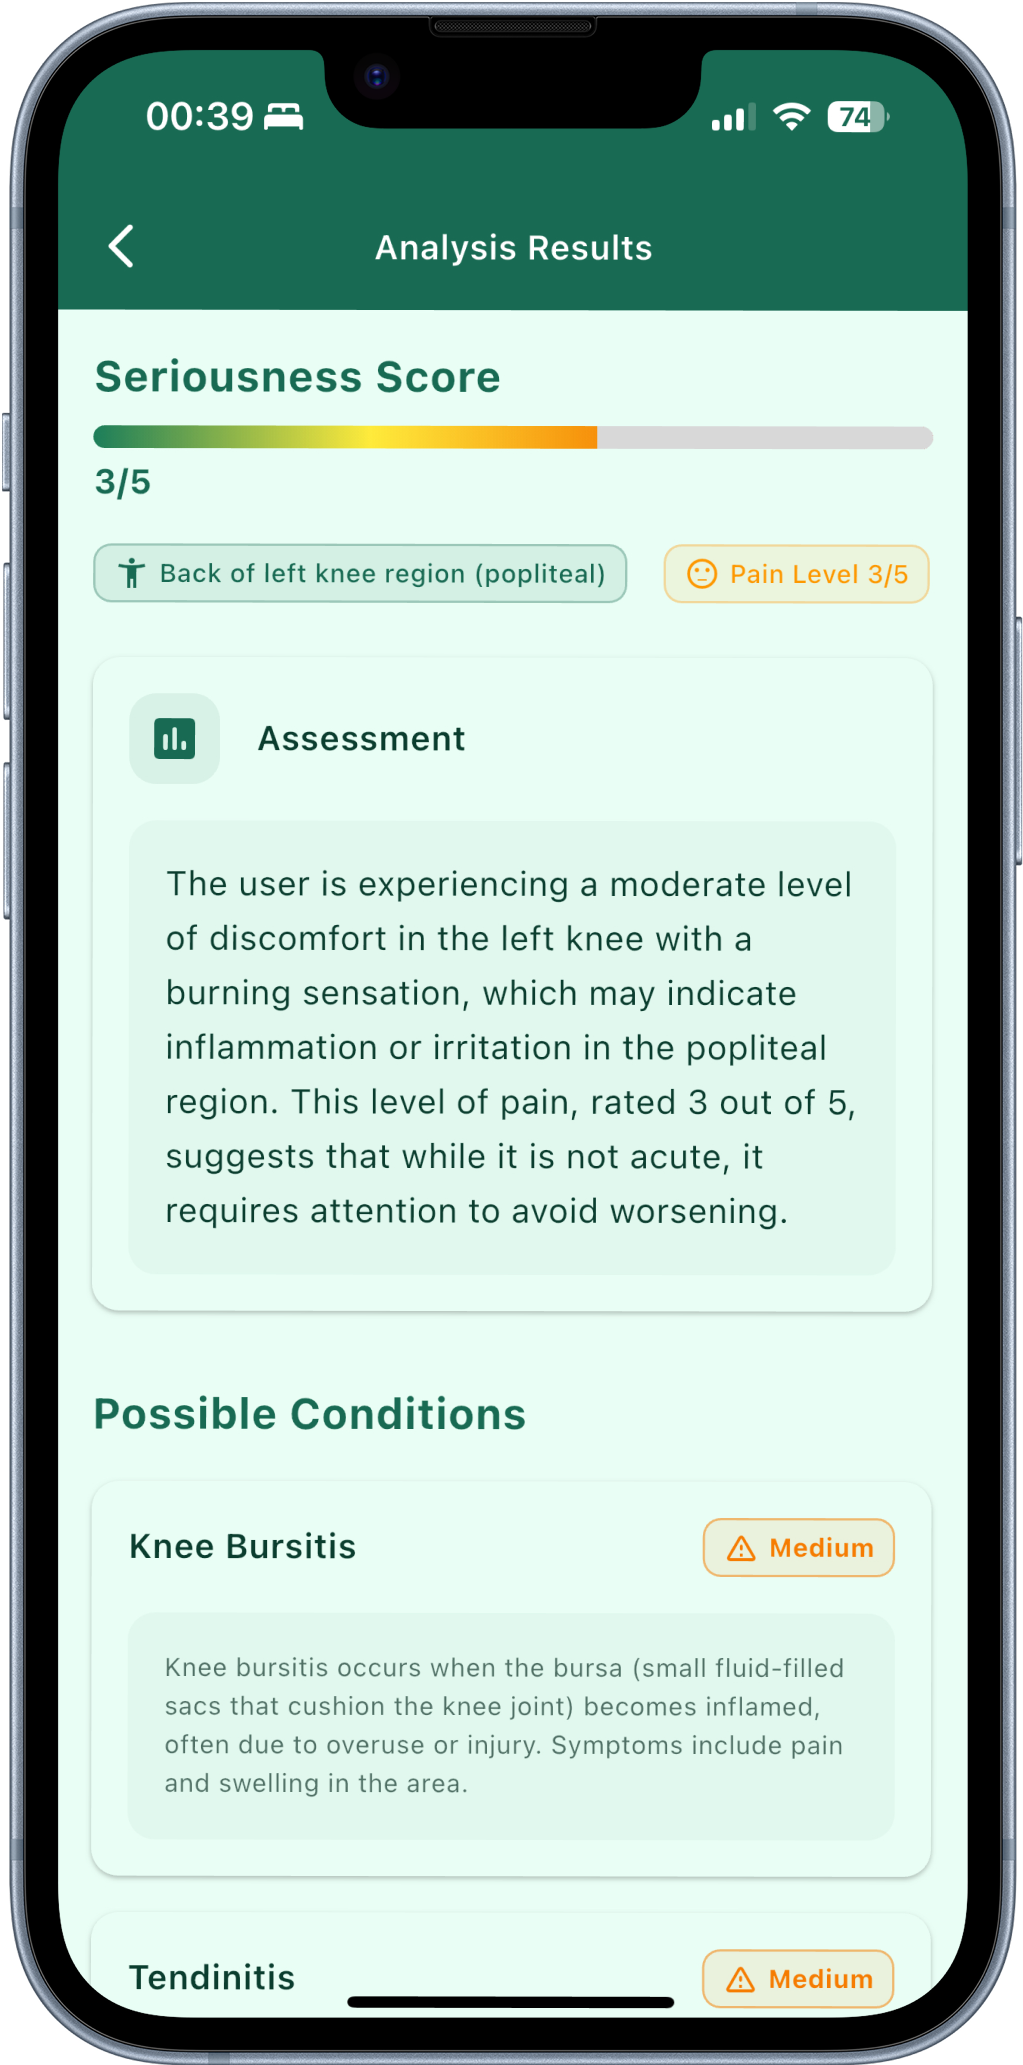 00:39
74
Analysis Results
Seriousness Score
3/5
Back of left knee region (popliteal)
Pain Level 3/5
Assessment
The user is experiencing a moderate level
of discomfort in the left knee with a
burning sensation, which may indicate
inflammation or irritation in the popliteal
region. This level of pain, rated 3 out of 5,
suggests that while it is not acute, it
requires attention to avoid worsening.
Possible Conditions
Knee Bursitis
Medium
Knee bursitis occurs when the bursa (small fluid-filled
sacs that cushion the knee joint) becomes inflamed,
often due to overuse or injury. Symptoms include pain
and swelling in the area.
Tendinitis
Medium